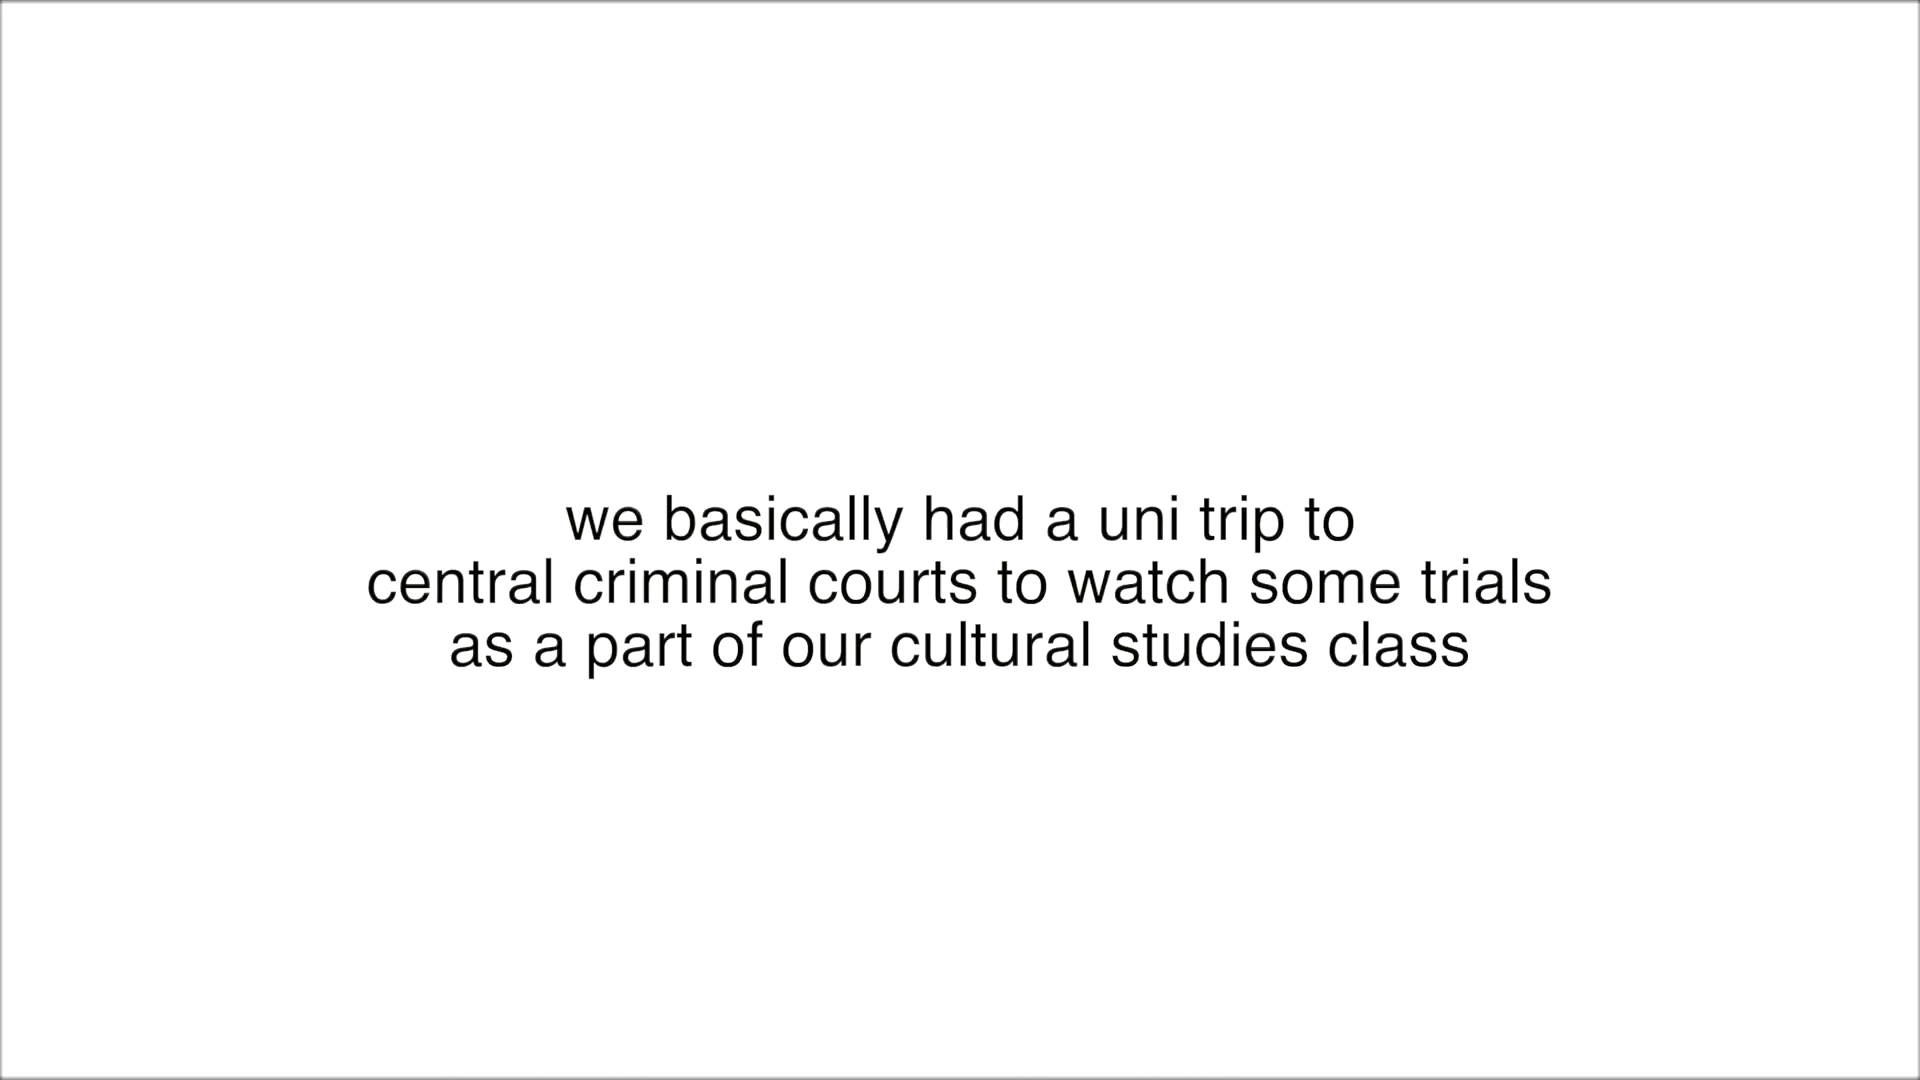 we basically had a uni trip to
central criminal courts to watch some trials
as a part of our cultural studies class